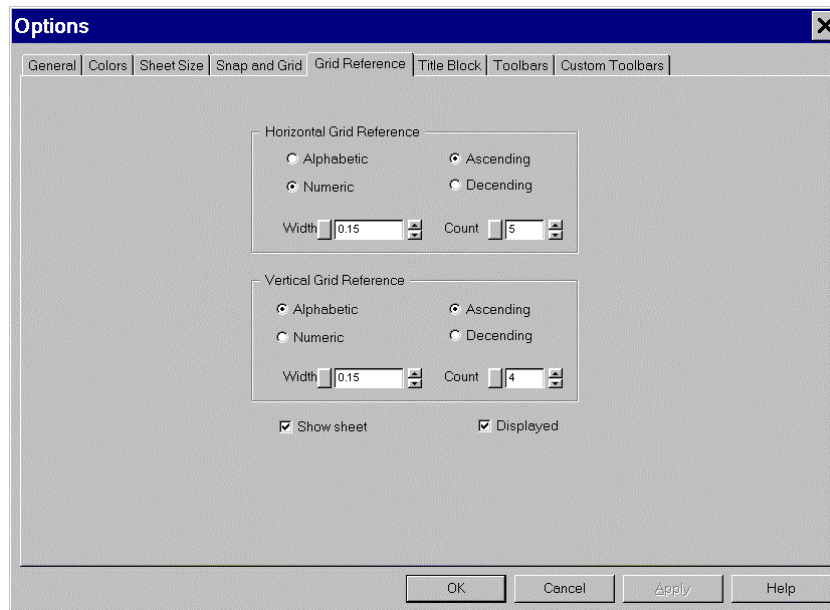 Options
General Colors Sheet Size Snap and Grid Grid Reference Title Block Toolbars Custom Toolbars
Horizontal Grid Reference
Alphabetic Ascending
Numeric Decending
Width 0.15 Count 5
Vertical Grid Reference
Alphabetic Ascending
Numeric Decending
Width 0.15 Count 4
Show sheet Displayed
OK Cancel Apply Help